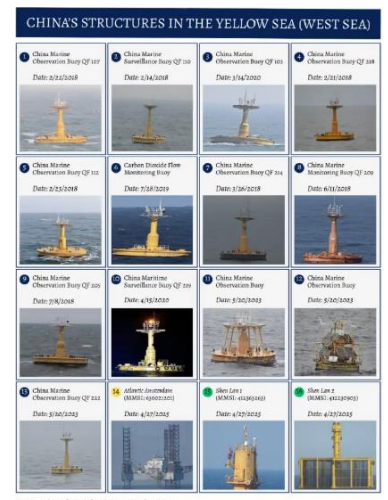 CHINA'S STRUCTURES IN THE YELLOW SEA (WEST SEA)
1 China Marine
Observation Buoy QF 107
Date: 2/22/2018
2 China Marine
Surveillance Buoy QF 110
Date: 2/14/2018
3 China Marine
Observation Buoy QF 103
Date: 3/14/2020
4 China Marine
Observation Buoy QF
Date: 2/21/2018
5 China Marine
Observation Buoy QF 112
Date: 2/23/2018
6 Carbon Dioxide Flow
Monitoring Buoy
Date: 7/28/2019
7 China Marine
Observation Buoy QF 214
Date: 3/26/2018
8 China Marine
Monitoring Buoy QF 209
Date: 6/11/2018
9 China Marine
Observation Buoy QF 205
Date: 7/8/2018
10 China Maritime
Surveillance Buoy QF 219
Date: 4/15/2020
11 China Marine
Observation Buoy
Date: 5/20/2023
12 China Marine
Observation Buoy
Date: 5/20/2023
13 China Marine
Observation Buoy QF 222
Date: 5/20/2023
14 Atlantic Amsterdam
Date: 4/27/2025
15 Shen Lan 1
Date: 4/27/2025
16 Shen Lan 2
Date: 4/27/2025